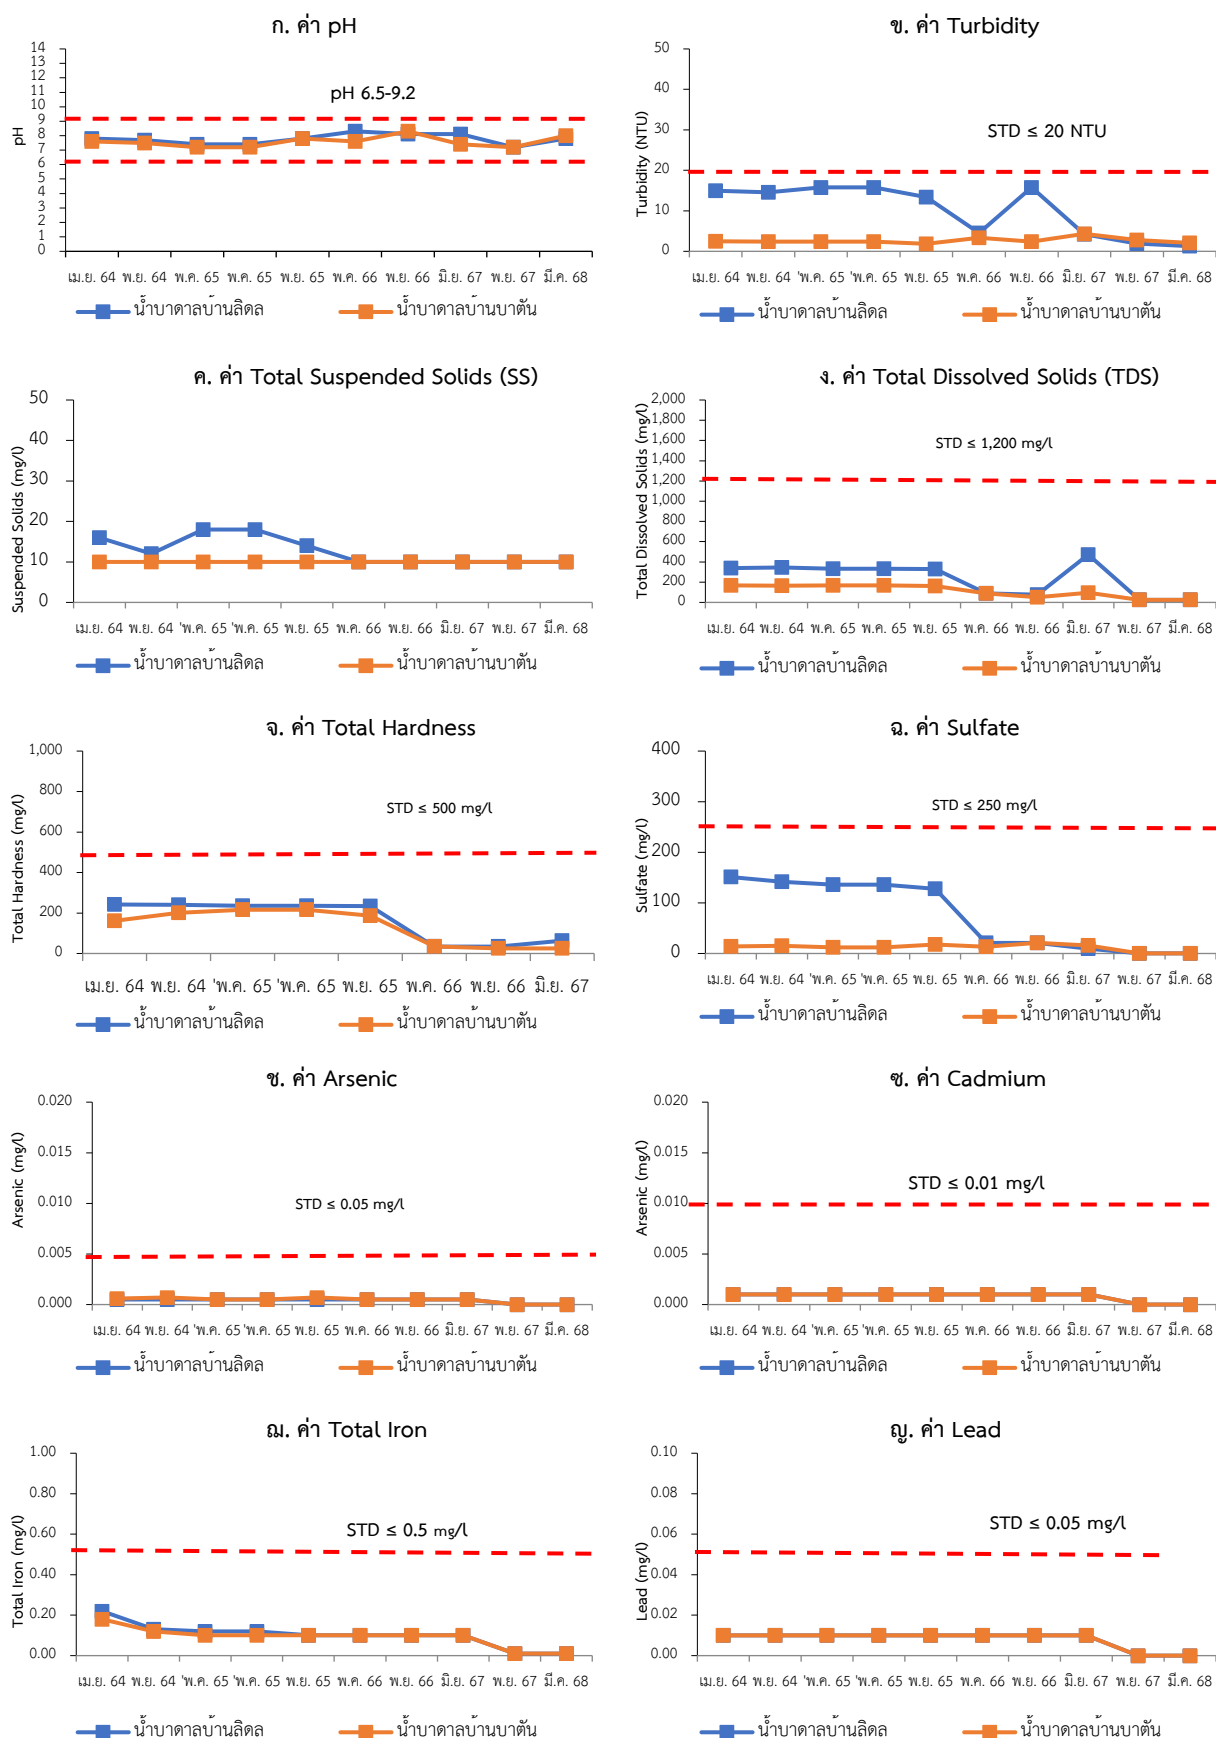 ก. ค่า pH
14
13
12
11
10
9
8
7
6
5
4
3
2
1
0
pH
pH 6.5-9.2
เม.ย. 64 พ.ย. 64 พ.ค. 65 พ.ค. 65 พ.ย. 65 พ.ค. 66 พ.ย. 66 มิ.ย. 67 พ.ย. 67 มี.ค. 68
น้ำบาดาลบ้านลิดล น้ำบาดาลบ้านบาตัน
ข. ค่า Turbidity
50
40
30
20
10
0
Turbidity (NTU)
STD ≤ 20 NTU
เม.ย. 64 พ.ย. 64 'พ.ค. 65 'พ.ค. 65 พ.ย. 65 พ.ค. 66 พ.ย. 66 มิ.ย. 67 พ.ย. 67 มี.ค. 68
น้ำบาดาลบ้านลิดล น้ำบาดาลบ้านบาตัน
ค. ค่า Total Suspended Solids (SS)
50
40
30
20
10
0
Suspended Solids (mg/l)
เม.ย. 64 พ.ย. 64 'พ.ค. 65 'พ.ค. 65 พ.ย. 65 พ.ค. 66 พ.ย. 66 มิ.ย. 67 พ.ย. 67 มี.ค. 68
น้ำบาดาลบ้านลิดล น้ำบาดาลบ้านบาตัน
ง. ค่า Total Dissolved Solids (TDS)
2,000
1,800
1,600
1,400
1,200
1,000
800
600
400
200
0
Total Dissolved Solids (mg/l)
STD ≤ 1,200 mg/l
เม.ย. 64 พ.ย. 64 พ.ค. 65 พ.ค. 65 พ.ย. 65 พ.ค. 66 พ.ย. 66 มิ.ย. 67 พ.ย. 67 มี.ค. 68
น้ำบาดาลบ้านลิดล น้ำบาดาลบ้านบาตัน
จ. ค่า Total Hardness
1,000
800
600
400
200
0
Total Hardness (mg/l)
STD ≤ 500 mg/l
เม.ย. 64 พ.ย. 64 'พ.ค. 65 'พ.ค. 65 พ.ย. 65 พ.ค. 66 พ.ย. 66 มิ.ย. 67
น้ำบาดาลบ้านลิดล น้ำบาดาลบ้านบาตัน
ฉ. ค่า Sulfate
400
300
200
100
0
Sulfate (mg/l)
STD ≤ 250 mg/l
เม.ย. 64 พ.ย. 64 พ.ค. 65 พ.ค. 65 พ.ย. 65 พ.ค. 66 พ.ย. 66 มิ.ย. 67 พ.ย. 67 มี.ค. 68
น้ำบาดาลบ้านลิดล น้ำบาดาลบ้านบาตัน
ช. ค่า Arsenic
0.020
0.015
0.010
0.005
0.000
Arsenic (mg/l)
STD ≤ 0.05 mg/l
เม.ย. 64 พ.ย. 64 'พ.ค. 65 'พ.ค. 65 พ.ย. 65 พ.ค. 66 พ.ย. 66 มิ.ย. 67 พ.ย. 67 มี.ค. 68
น้ำบาดาลบ้านลิดล น้ำบาดาลบ้านบาตัน
ซ. ค่า Cadmium
0.020
0.015
0.010
0.005
0.000
Arsenic (mg/l)
STD ≤ 0.01 mg/l
เม.ย. 64 พ.ย. 64 'พ.ค. 65 'พ.ค. 65 พ.ย. 65 พ.ค. 66 พ.ย. 66 มิ.ย. 67 พ.ย. 67 มี.ค. 68
น้ำบาดาลบ้านลิดล น้ำบาดาลบ้านบาตัน
ฌ. ค่า Total Iron
1.00
0.80
0.60
0.40
0.20
0.00
Total Iron (mg/l)
STD ≤ 0.5 mg/l
เม.ย. 64 พ.ย. 64 'พ.ค. 65 'พ.ค. 65 พ.ย. 65 พ.ค. 66 พ.ย. 66 มิ.ย. 67 พ.ย. 67 มี.ค. 68
น้ำบาดาลบ้านลิดล น้ำบาดาลบ้านบาตัน
ญ. ค่า Lead
0.10
0.08
0.06
0.04
0.02
0.00
Lead (mg/l)
STD ≤ 0.05 mg/l
เม.ย. 64 พ.ย. 64 'พ.ค. 65 'พ.ค. 65 พ.ย. 65 พ.ค. 66 พ.ย. 66 มิ.ย. 67 พ.ย. 67 มี.ค. 68
น้ำบาดาลบ้านลิดล น้ำบาดาลบ้านบาตัน